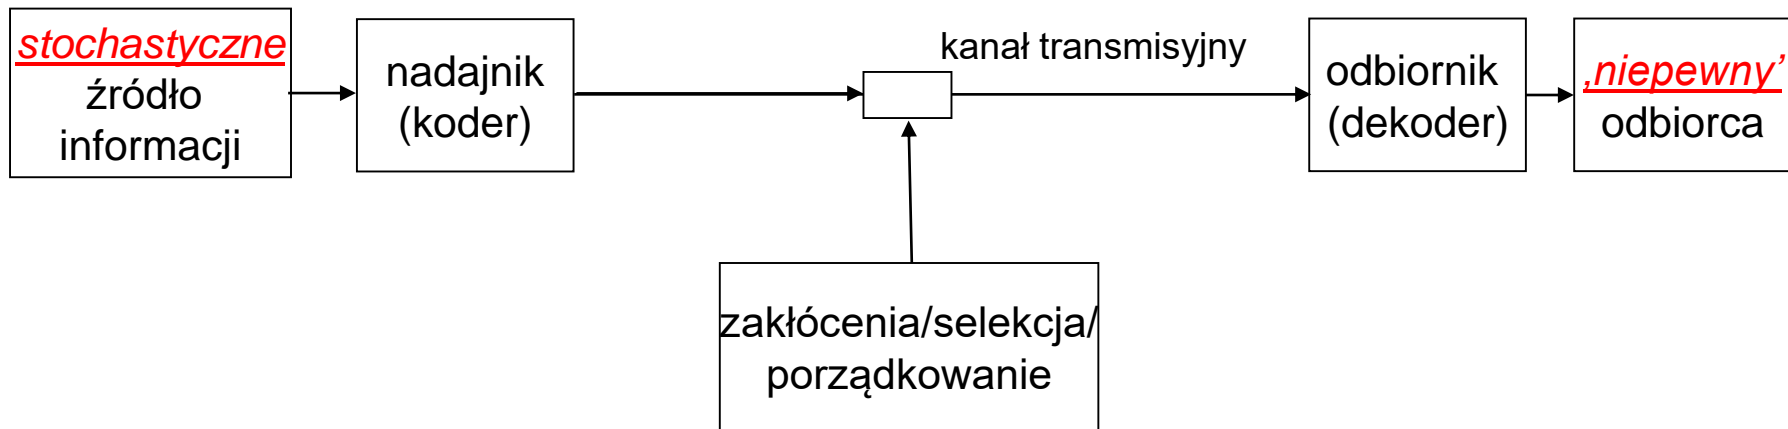 stochastyczne
źródło
informacji
nadajnik
(koder)
kanał transmisyjny
odbiornik
(dekoder)
‚niepewny’
odbiorca
zakłócenia/selekcja/
porządkowanie